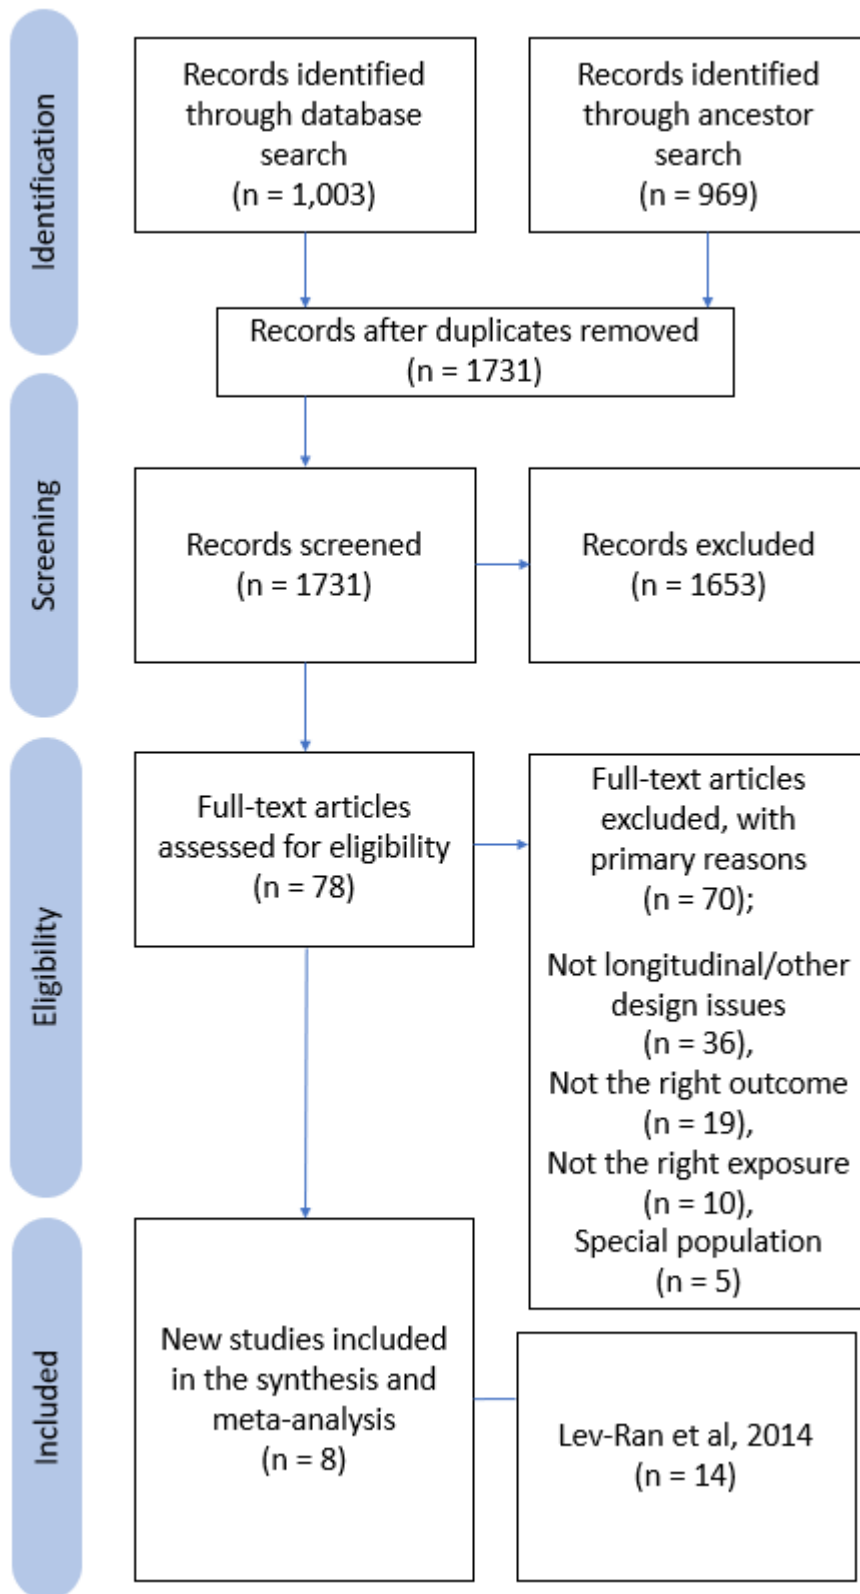 Identification
Records identified
through database
search
(n = 1,003)
Records identified
through ancestor
search
(n = 969)
Records after duplicates removed
(n = 1731)
Screening
Records screened
(n = 1731)
Records excluded
(n = 1653)
Eligibility
Full-text articles
assessed for eligibility
(n = 78)
Full-text articles
excluded, with
primary reasons
(n = 70);
Not longitudinal/other
design issues
(n = 36),
Not the right outcome
(n = 19),
Not the right exposure
(n = 10),
Special population
(n = 5)
Included
New studies included
in the synthesis and
meta-analysis
(n = 8)
Lev-Ran et al, 2014
(n = 14)